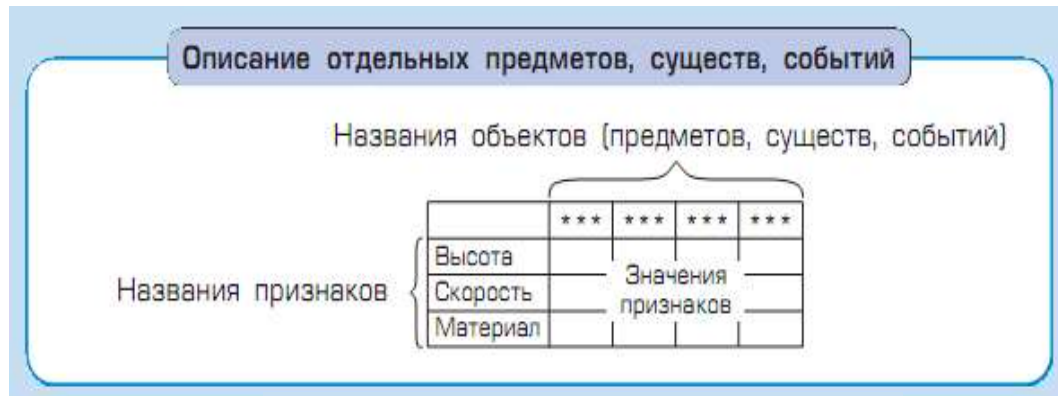 Описание отдельных предметов, существ, событий
Названия объектов (предметов, существ, событий)
*** *** *** ***
Названия признаков
Высота
Скорость
Материал
Значения
признаков